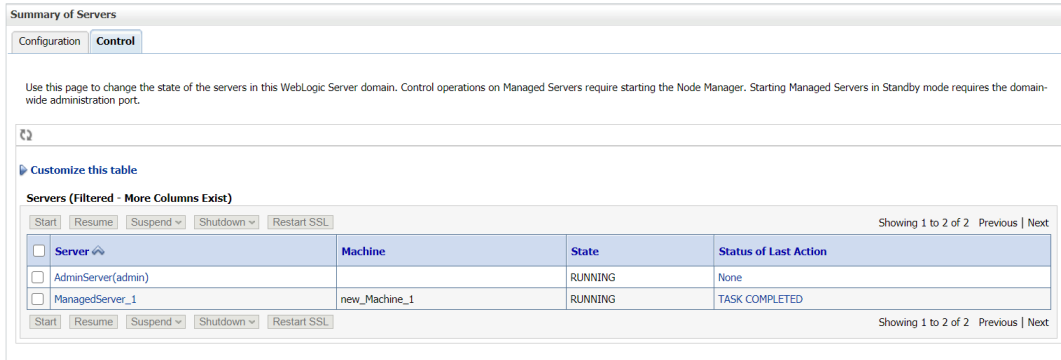 Summary of Servers
Configuration Control
Use this page to change the state of the servers in this WebLogic Server domain. Control operations on Managed Servers require starting the Node Manager. Starting Managed Servers in Standby mode requires the domain-
wide administration port.
Customize this table
Servers (Filtered - More Columns Exist)
Start Resume Suspend Shutdown Restart SSL Showing 1 to 2 of 2 Previous | Next
Server Machine State Status of Last Action
AdminServer(admin) RUNNING None
ManagedServer_1 new_Machine_1 RUNNING TASK COMPLETED
Start Resume Suspend Shutdown Restart SSL Showing 1 to 2 of 2 Previous | Next